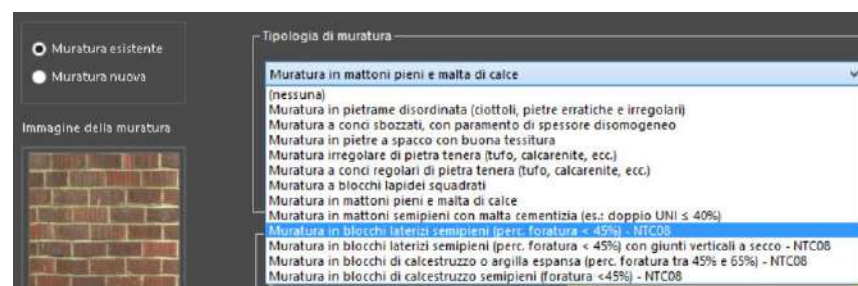 Tipologia di muratura
Muratura esistente
Muratura nuova
Muratura in mattoni pieni e malta di calce
(nessuna)
Muratura in pietrame disordinata (ciottoli, pietre erratiche e irregolari)
Muratura a conci sbozzati, con paramento di spessore disomogeneo
Muratura in pietre a spacco con buona tessitura
Muratura irregolare di pietra tenera (tufo, calcarenite, ecc.)
Muratura a conci regolari di pietra tenera (tufo, calcarenite, ecc.)
Muratura a blocchi lapidei squadrati
Muratura in mattoni pieni e malta di calce
Muratura in mattoni semipieni con malta cementizia (es.: doppio UNI ≤ 40%)
Muratura in blocchi laterizi semipieni (perc. foratura < 45%) - NTC08
Muratura in blocchi laterizi semipieni (perc. foratura < 45%) con giunti verticali a secco - NTC08
Muratura in blocchi di calcestruzzo o argilla espansa (perc. foratura tra 45% e 65%) - NTC08
Muratura in blocchi di calcestruzzo semipieni (foratura <45%) - NTC08
Immagine della muratura